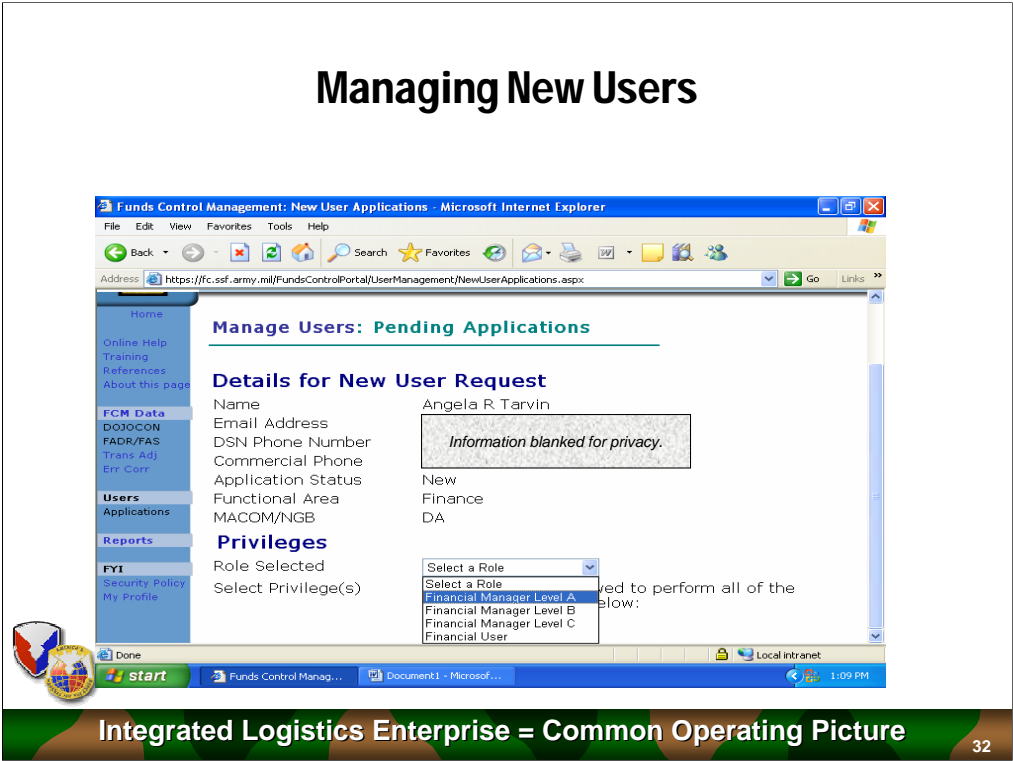 Managing New Users
Funds Control Management: New User Applications - Microsoft Internet Explorer
File Edit View Favorites Tools Help
Back Search Favorites
Address https://fc.ssf.army.mil/FundsControlPortal/UserManagement/NewUserApplications.aspx Go Links »
Home
Online Help
Training
References
About this page
FCM Data
DOJOCON
FADR/FAS
Trans Adj
Err Corr
Users
Applications
Reports
FYI
Security Policy
My Profile
Manage Users: Pending Applications
Details for New User Request
Name Angela R Tarvin
Email Address
DSN Phone Number
Commercial Phone
Information blanked for privacy.
Application Status New
Functional Area Finance
MACOM/NGB DA
Privileges
Role Selected Select a Role
Select a Role
Financial Manager Level A
Financial Manager Level B
Financial Manager Level C
Financial User
Select Privilege(s) to perform all of the
Done Local intranet
start Funds Control Manag... Document1 - Microsof... 1:09 PM
Integrated Logistics Enterprise = Common Operating Picture
32